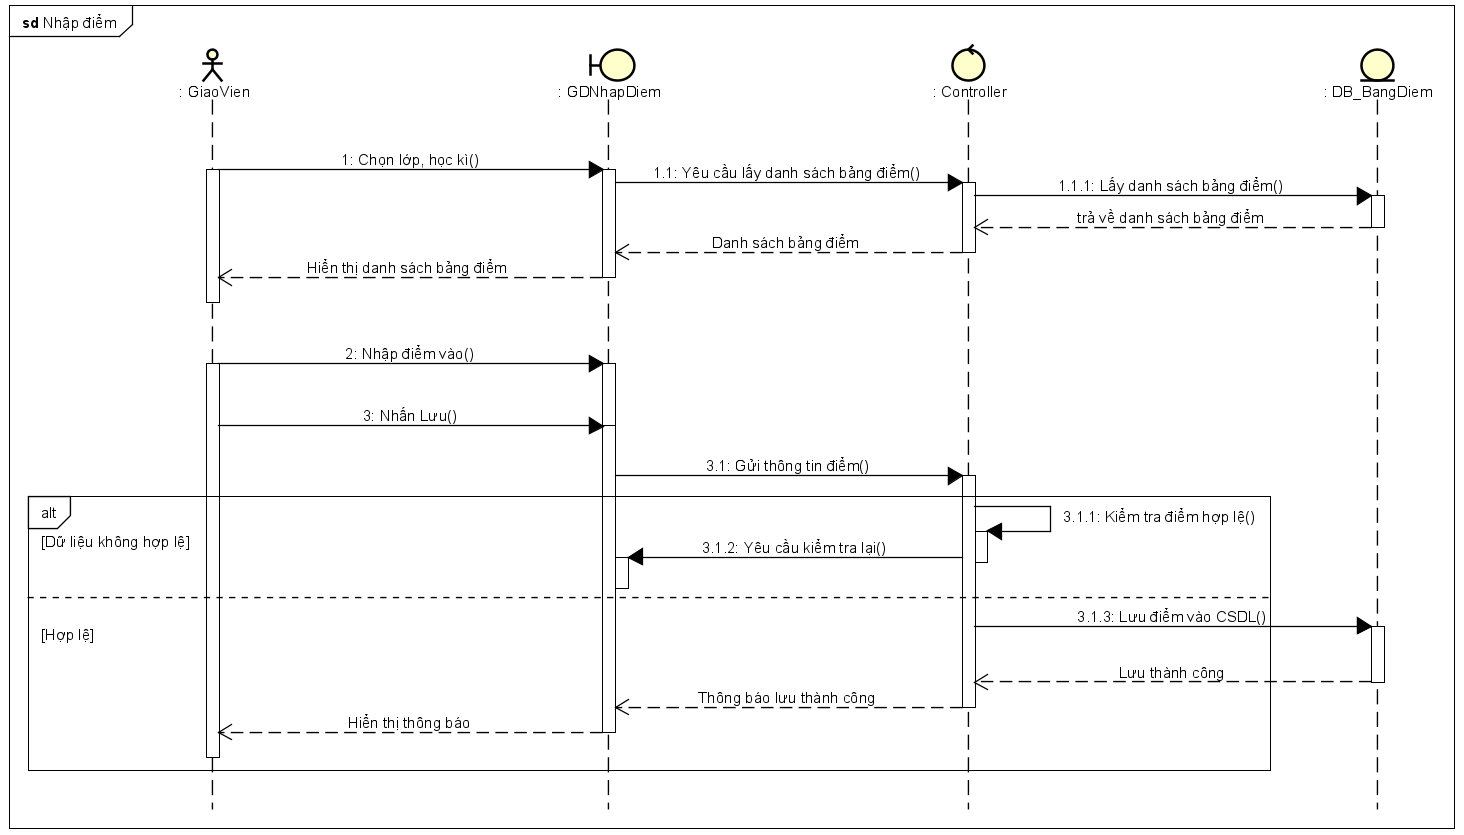 sd Nhập điểm
: GiaoVien
: GDNhapDiem
: Controller
: DB_BangDiem
1: Chọn lớp, học kì()
1.1: Yêu cầu lấy danh sách bảng điểm()
1.1.1: Lấy danh sách bảng điểm()
trả về danh sách bảng điểm
Danh sách bảng điểm
Hiển thị danh sách bảng điểm
2: Nhập điểm vào()
3: Nhấn Lưu()
3.1: Gửi thông tin điểm()
alt
3.1.1: Kiểm tra điểm hợp lệ()
[Dữ liệu không hợp lệ]
3.1.2: Yêu cầu kiểm tra lại()
3.1.3: Lưu điểm vào CSDL()
[Hợp lệ]
Lưu thành công
Thông báo lưu thành công
Hiển thị thông báo